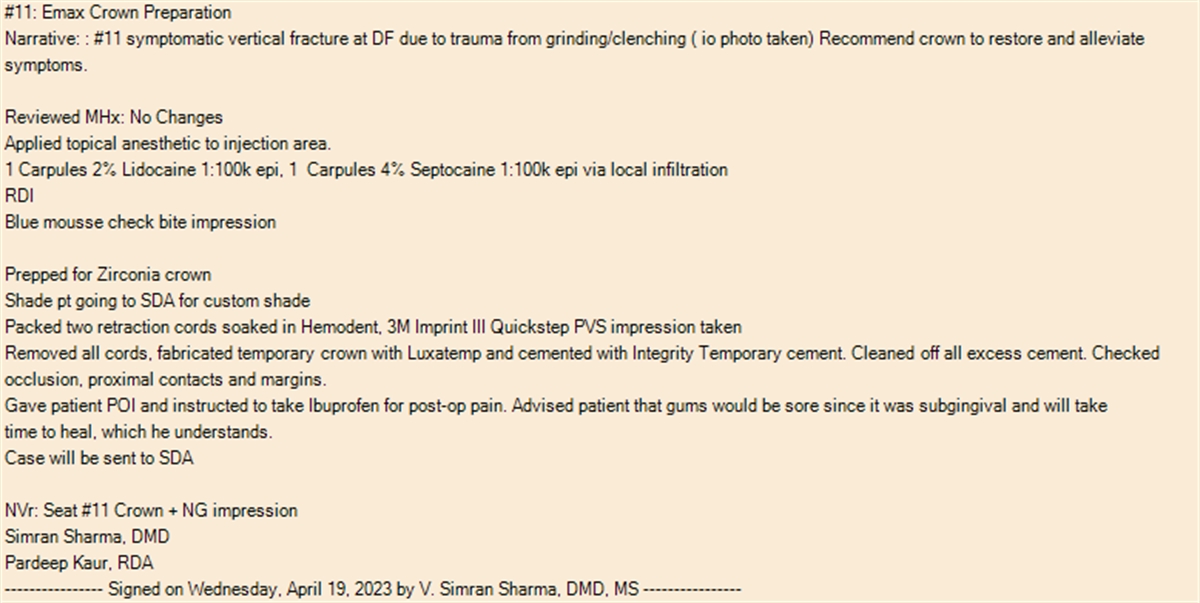 #11: Emax Crown Preparation
Narrative: : #11 symptomatic vertical fracture at DF due to trauma from grinding/clenching ( io photo taken) Recommend crown to restore and alleviate
symptoms.
Reviewed MHx: No Changes
Applied topical anesthetic to injection area.
1 Carpules 2% Lidocaine 1:100k epi, 1  Carpules 4% Septocaine 1:100k epi via local infiltration
RDI
Blue mousse check bite impression
Prepped for Zirconia crown
Shade pt going to SDA for custom shade
Packed two retraction cords soaked in Hemodent, 3M Imprint III Quickstep PVS impression taken
Removed all cords, fabricated temporary crown with Luxatemp and cemented with Integrity Temporary cement. Cleaned off all excess cement. Checked
occlusion, proximal contacts and margins.
Gave patient POI and instructed to take Ibuprofen for post-op pain. Advised patient that gums would be sore since it was subgingival and will take
time to heal, which he understands.
Case will be sent to SDA
NVr: Seat #11 Crown + NG impression
Simran Sharma, DMD
Pardeep Kaur, RDA
---------------- Signed on Wednesday, April 19, 2023 by V. Simran Sharma, DMD, MS ----------------